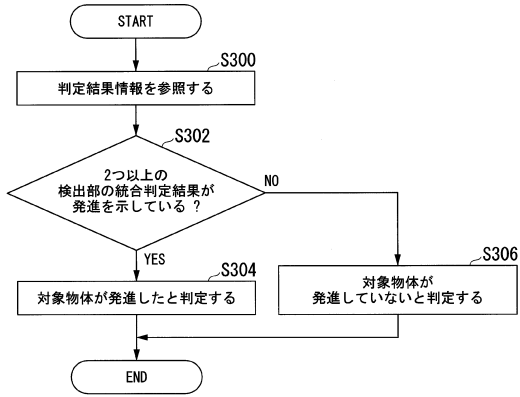 START
S300
判定結果情報を参照する
S302
2つ以上の
検出部の統合判定結果が
発進を示している ?
NO
YES
S304
対象物体が発進したと判定する
S306
対象物体が
発進していないと判定する
END